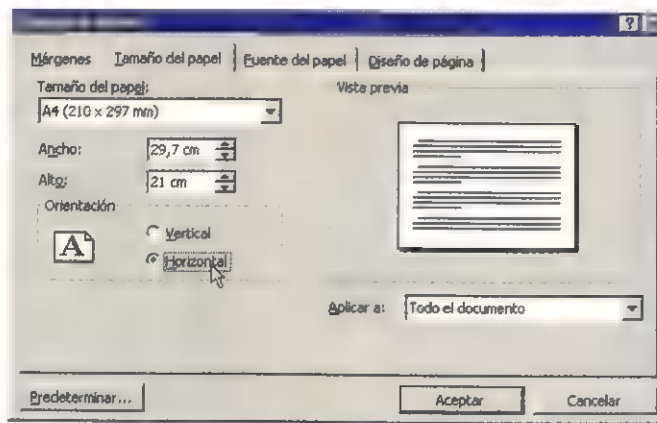 Márgenes Tamaño del papel Fuente del papel Diseño de página
Tamaño del papel: Vista previa
A4 (210 x 297 mm)
Ancho: 29,7 cm
Alto: 21 cm
Orientación
A Vertical
Horizontal
Aplicar a: Todo el documento
Predeterminar... Aceptar Cancelar